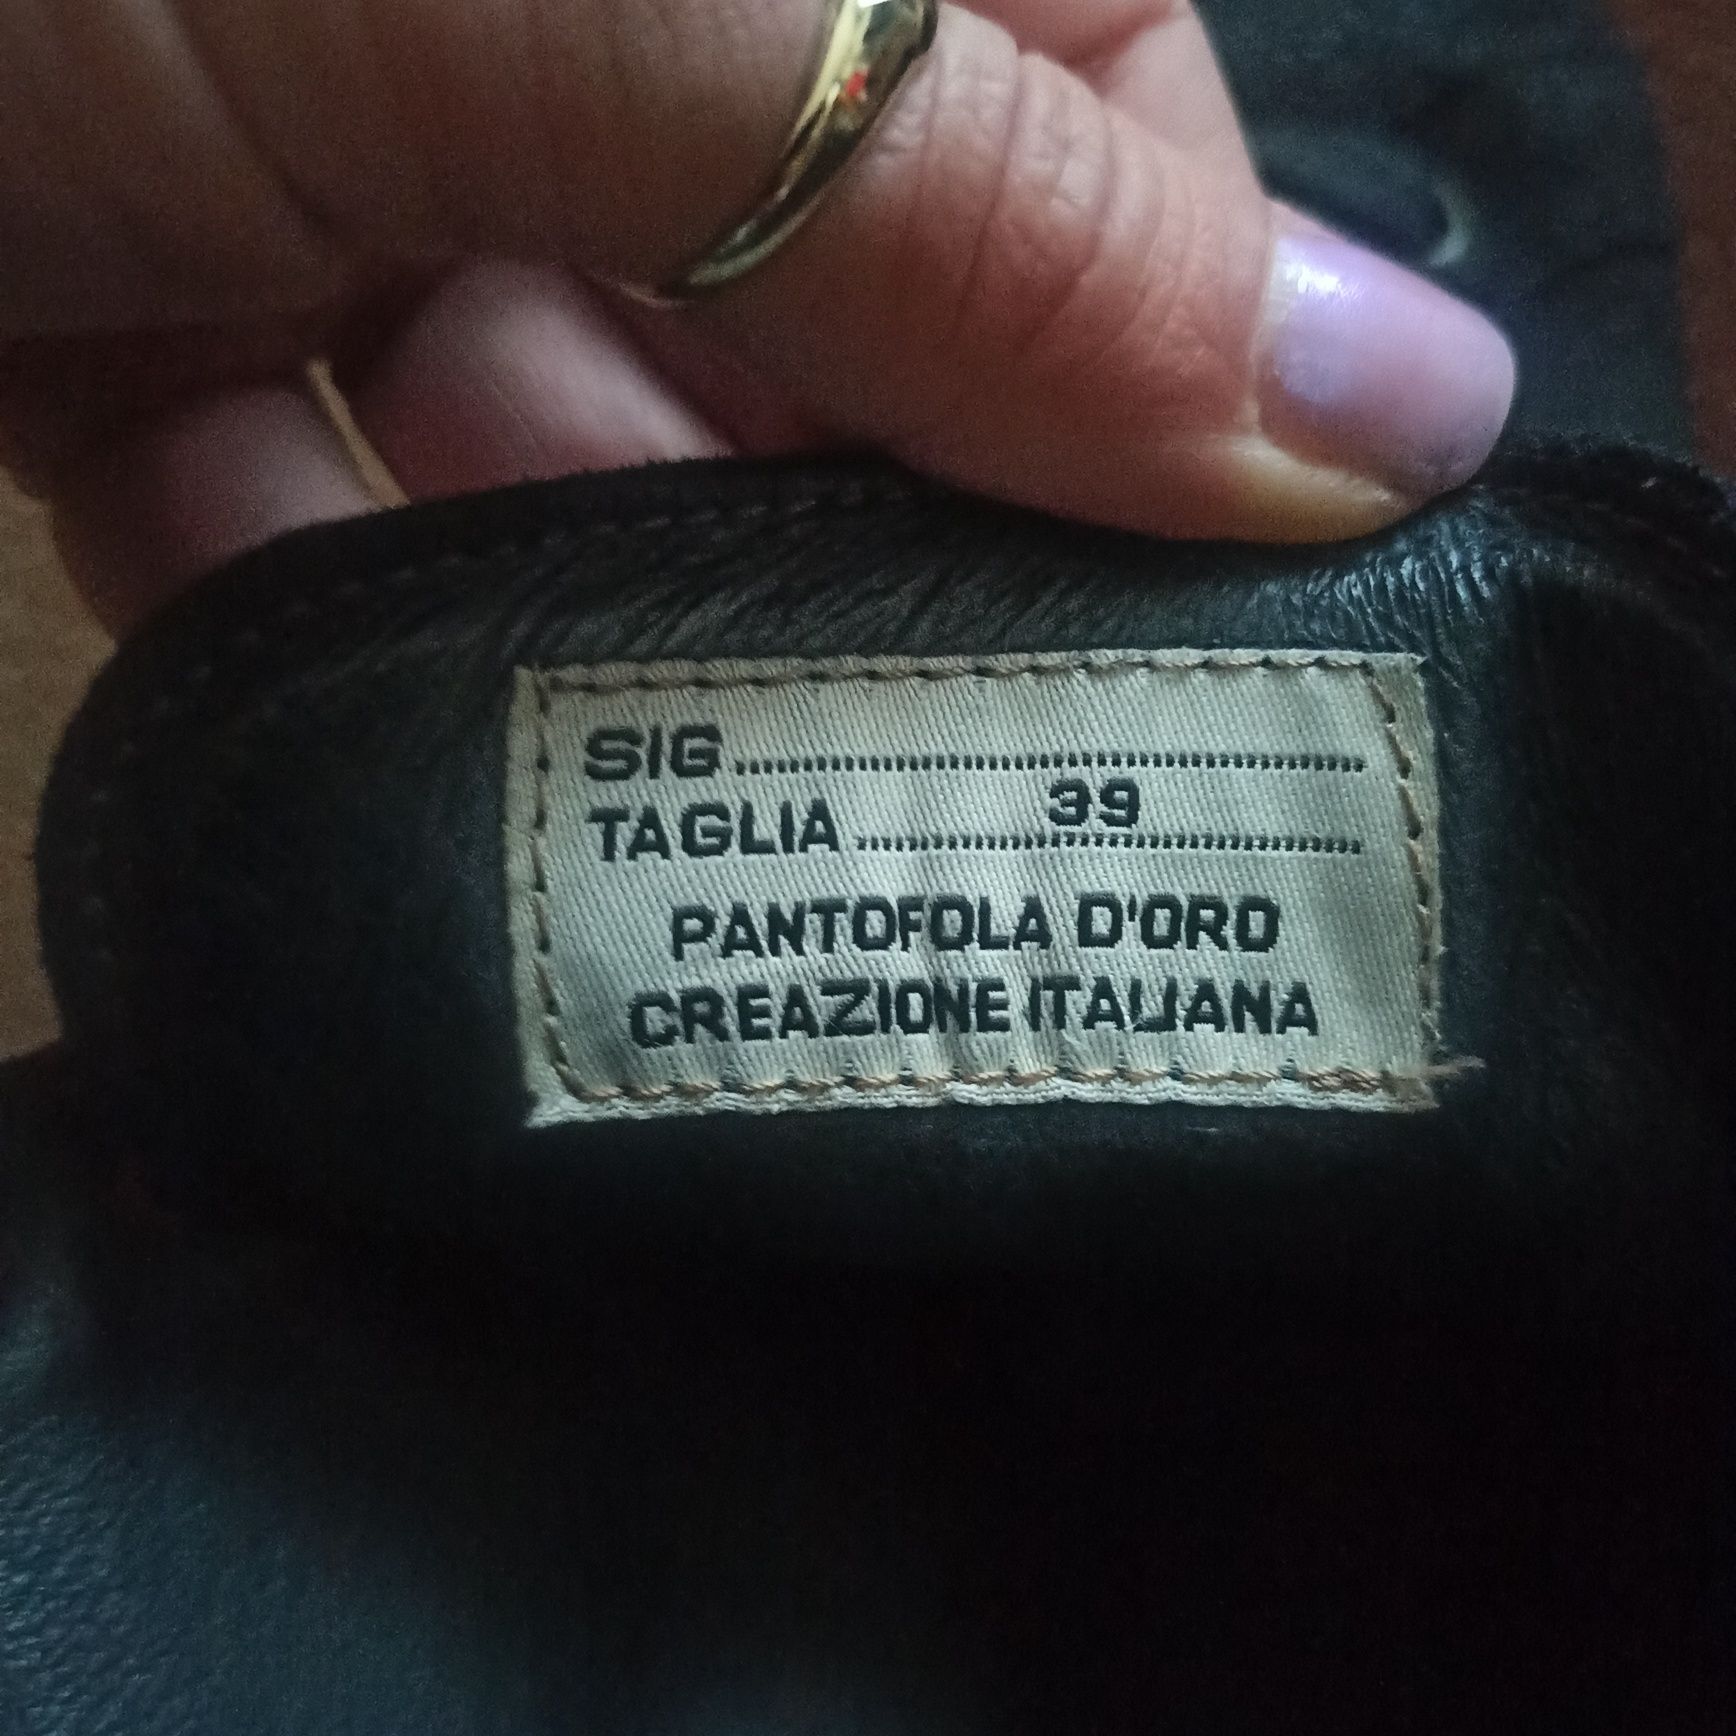 SIG..........................................
TAGLIA................39................
PANTOFOLA D'ORO
CREAZIONE ITALIANA